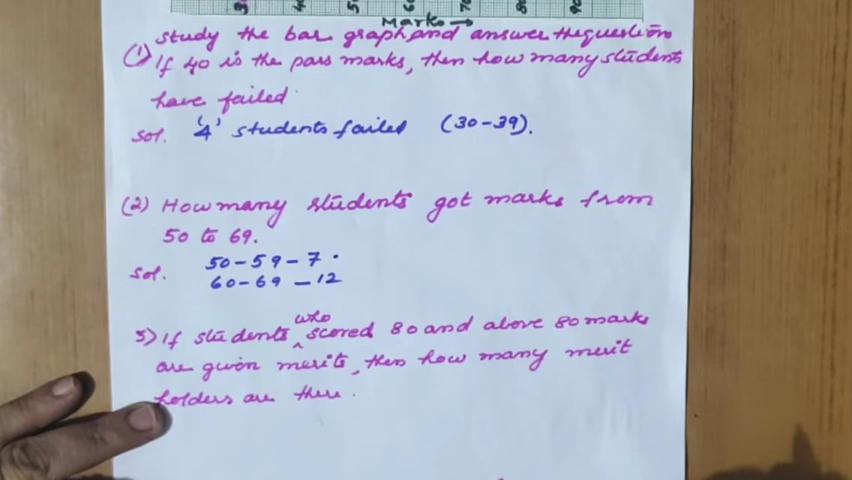 Marks →
Study the bar graph, and answer the question
(1) If 40 is the pass marks, then how many students
have failed
Sol. '4' students failed (30-39).
(2) How many students got marks from
50 to 69.
Sol. 50-59-7.
60-69-12
3) If students who scored 80 and above 80 marks
are given merits, then how many merit
holders are there.